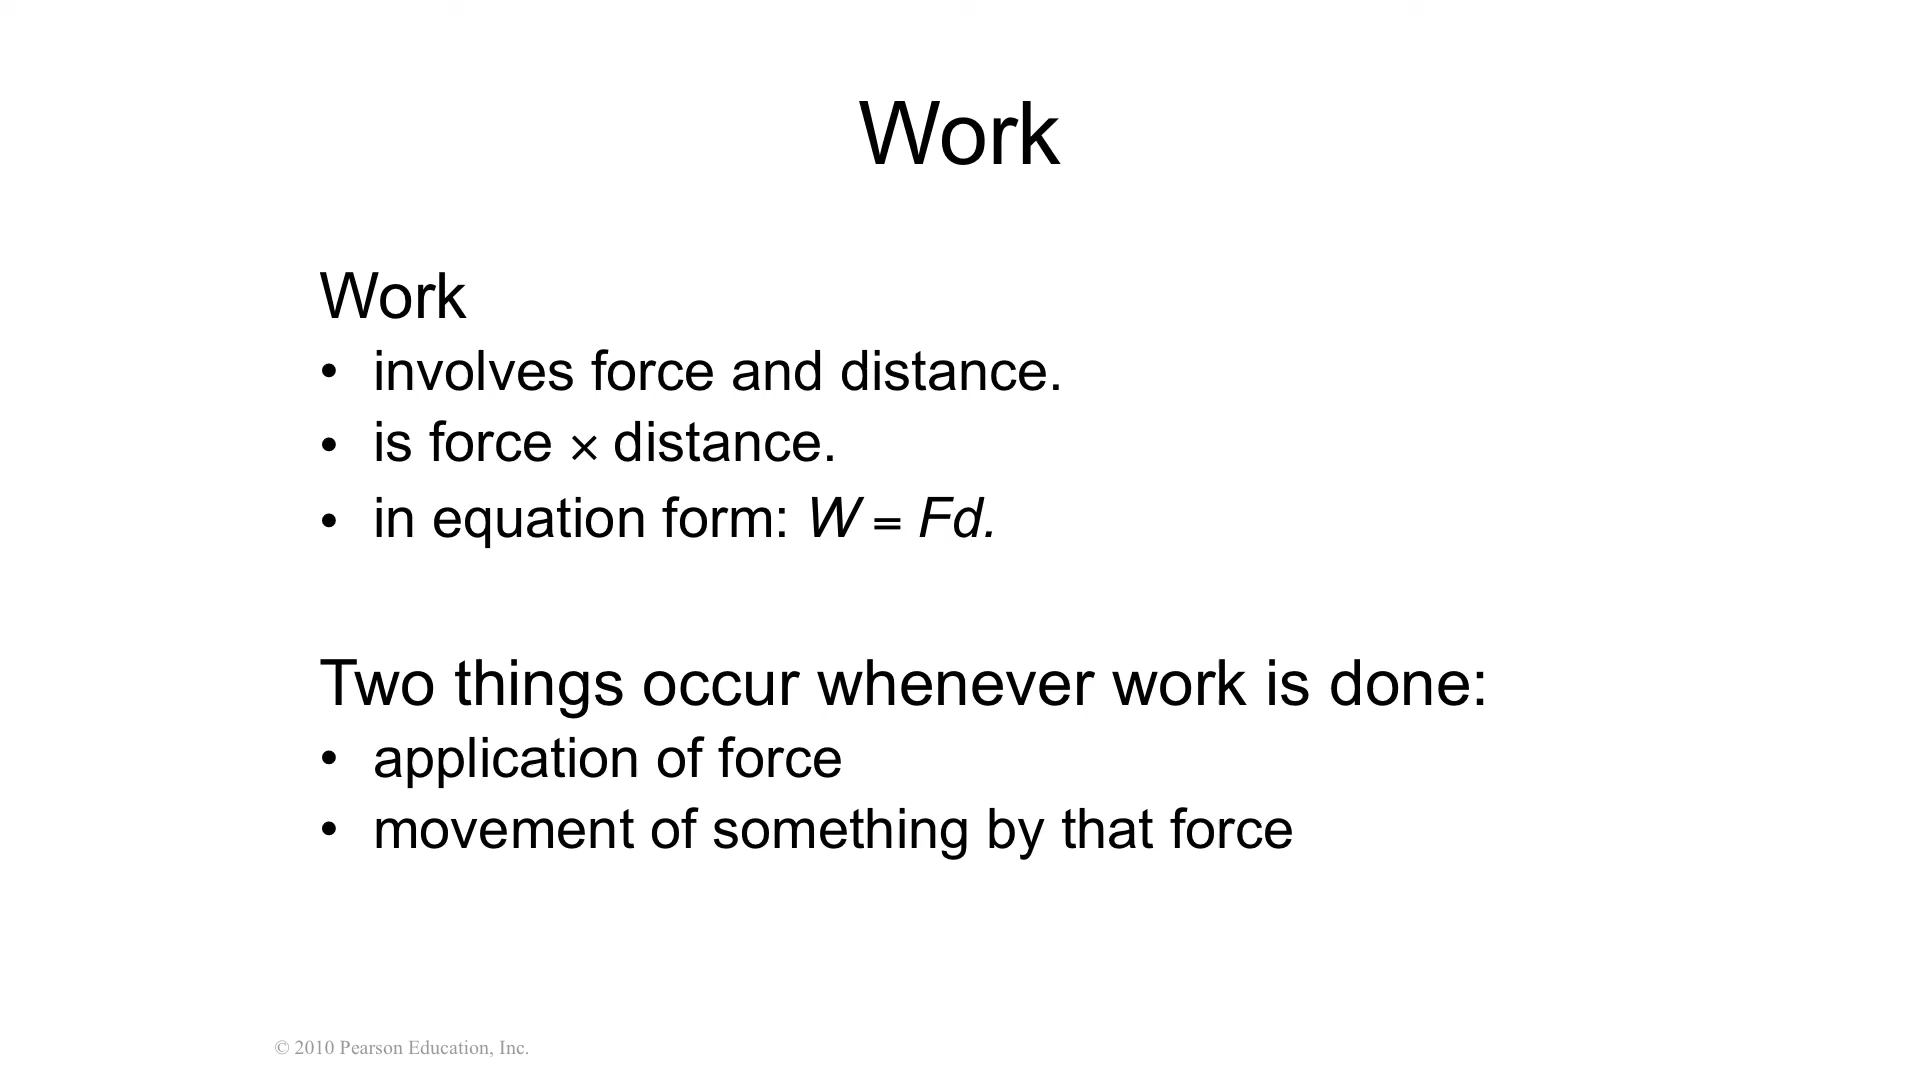 Work
Work
• involves force and distance.
• is force × distance.
• in equation form: W = Fd.
Two things occur whenever work is done:
• application of force
• movement of something by that force
© 2010 Pearson Education, Inc.